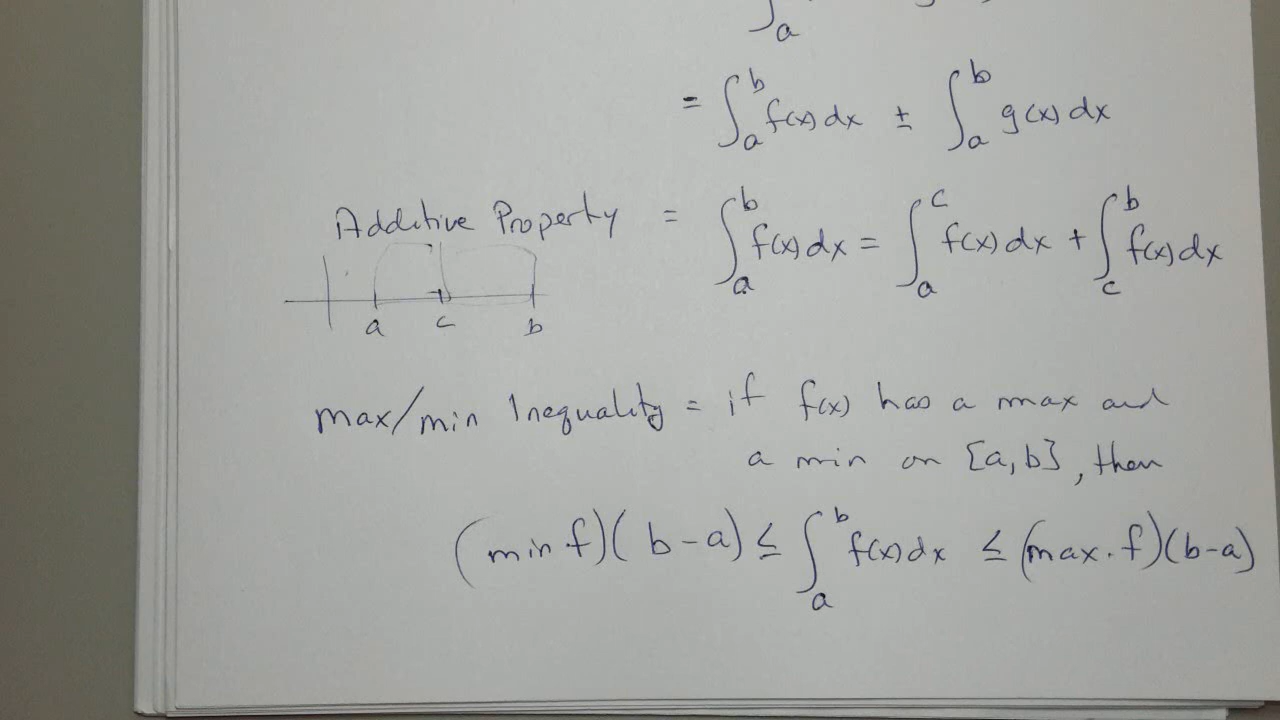 ∫_a
= ∫_a^b f(x) dx ± ∫_a^b g(x) dx
Additive Property = ∫_a^b f(x) dx = ∫_a^c f(x) dx + ∫_c^b f(x) dx
a c b
max/min Inequality = if f(x) has a max and
a min on [a,b], then
(min f)(b-a) ≤ ∫_a^b f(x) dx ≤ (max. f)(b-a)